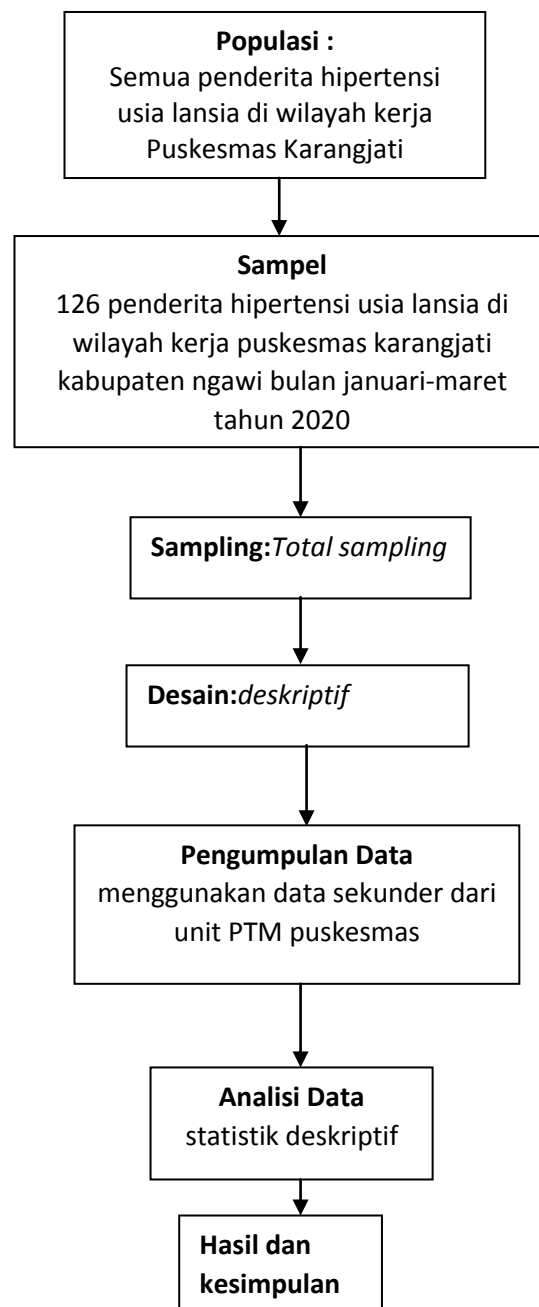 Populasi :
Semua penderita hipertensi
usia lansia di wilayah kerja
Puskesmas Karangjati
Sampel
126 penderita hipertensi usia lansia di
wilayah kerja puskesmas karangjati
kabupaten ngawi bulan januari-maret
tahun 2020
Sampling:Total sampling
Desain:deskriptif
Pengumpulan Data
menggunakan data sekunder dari
unit PTM puskesmas
Analisi Data
statistik deskriptif
Hasil dan
kesimpulan